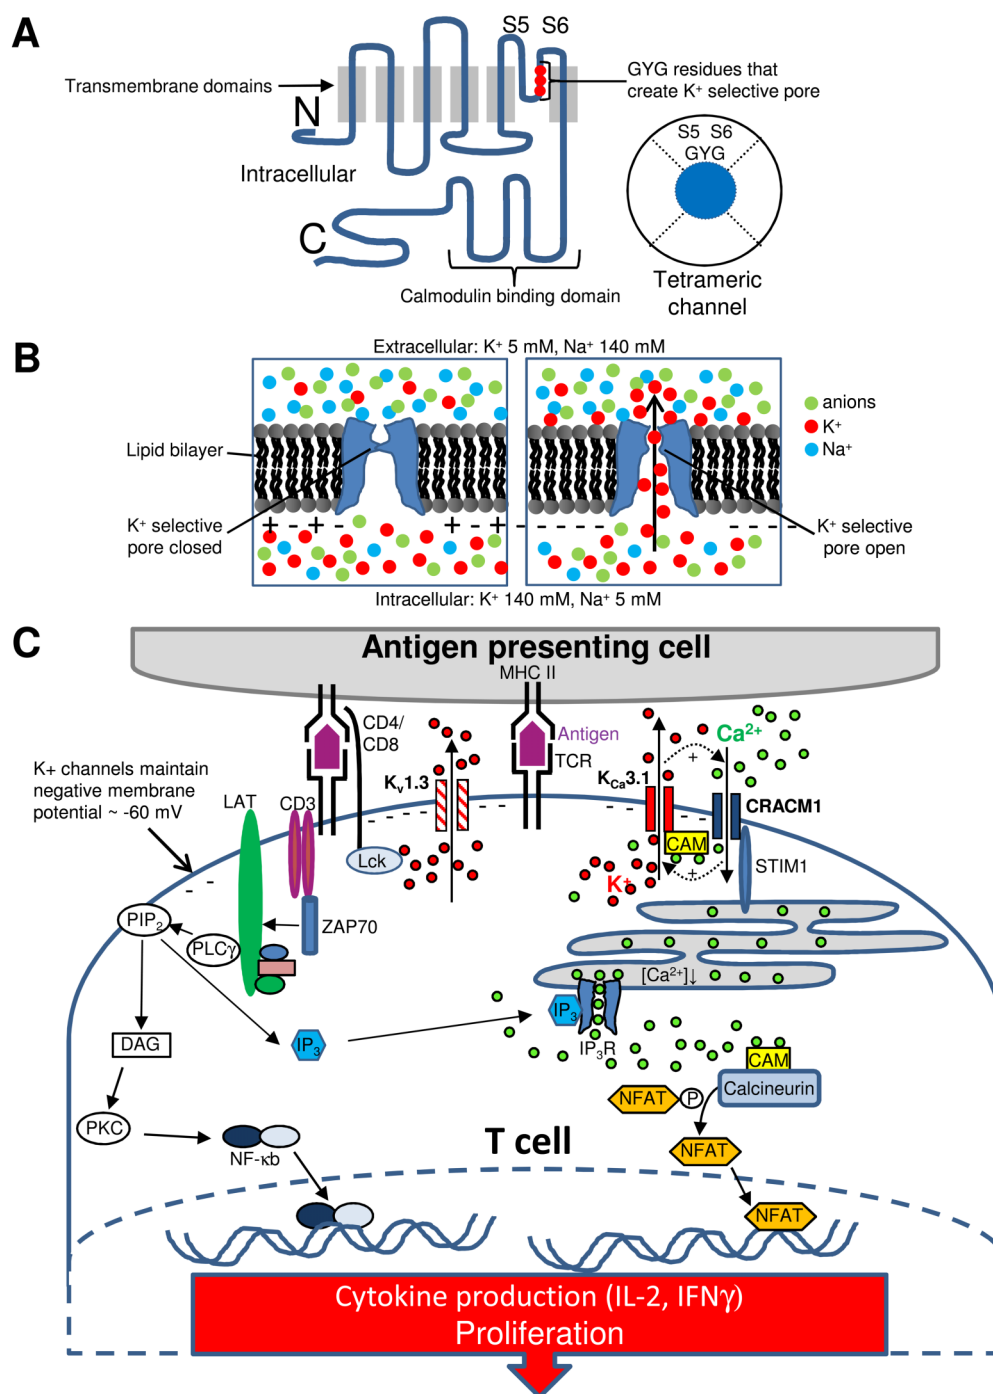 A
S5 S6
Transmembrane domains
GYG residues that
create K⁺ selective pore
N
Intracellular
S5 S6
GYG
C
Tetrameric
channel
Calmodulin binding domain
B
Extracellular: K⁺ 5 mM, Na⁺ 140 mM
anions
K⁺
Na⁺
Lipid bilayer
K⁺ selective
pore closed
+ - + -
+ - +
- - - - -
- - - - -
K⁺ selective
pore open
Intracellular: K⁺ 140 mM, Na⁺ 5 mM
C
Antigen presenting cell
MHC II
CD4/
CD8
Antigen
TCR
Ca²⁺
+
Kᵥ1.3
K_Ca3.1
CRACM1
K+ channels maintain
negative membrane
potential ~ -60 mV
LAT
CD3
Lck
CAM
+
K⁺
STIM1
PIP₂
PLCγ
ZAP70
[Ca²⁺]↓
IP₃
IP₃R
DAG
IP₃
CAM
Calcineurin
NFAT
P
PKC
NF-κb
T cell
NFAT
NFAT
Cytokine production (IL-2, IFNγ)
Proliferation